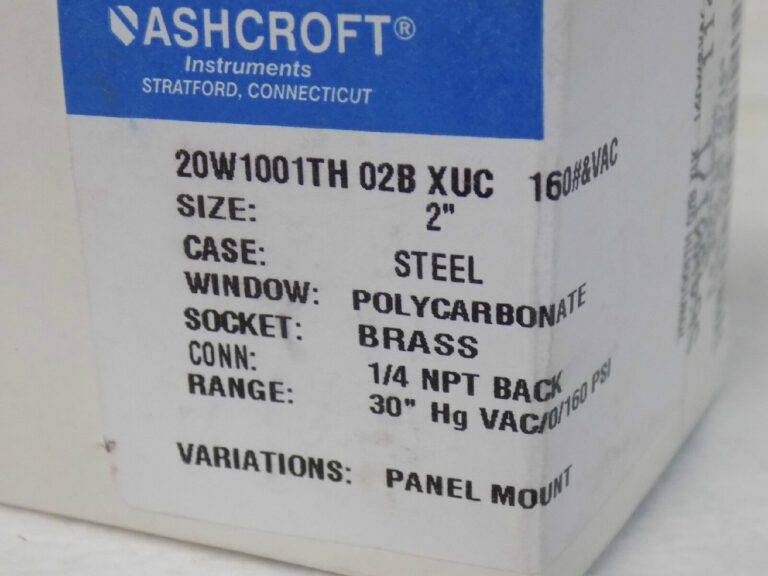 ASHCROFT®
Instruments
STRATFORD, CONNECTICUT
20W1001TH 02B XUC 160#&VAC
SIZE: 2"
CASE: STEEL
WINDOW: POLYCARBONATE
SOCKET: BRASS
CONN: 1/4 NPT BACK
RANGE: 30" Hg VAC/0/160 PSI
VARIATIONS: PANEL MOUNT